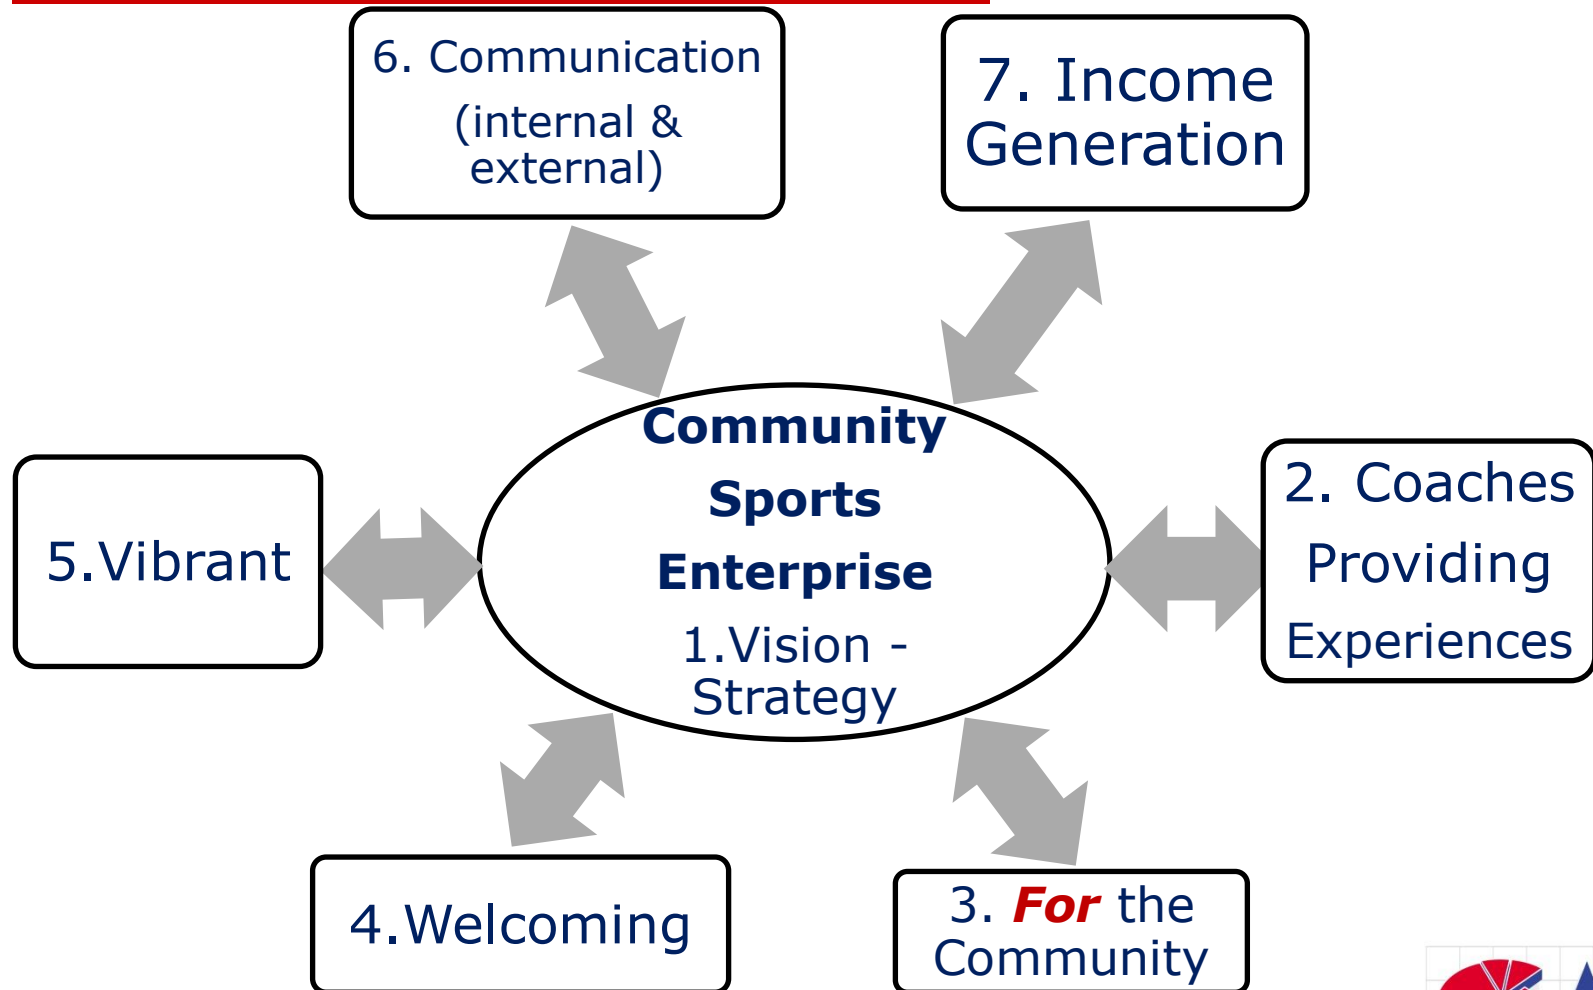 6. Communication
(internal &
external)
7. Income
Generation
Community
Sports
Enterprise
1.Vision -
Strategy
2. Coaches
Providing
Experiences
5.Vibrant
4.Welcoming
3. For the
Community